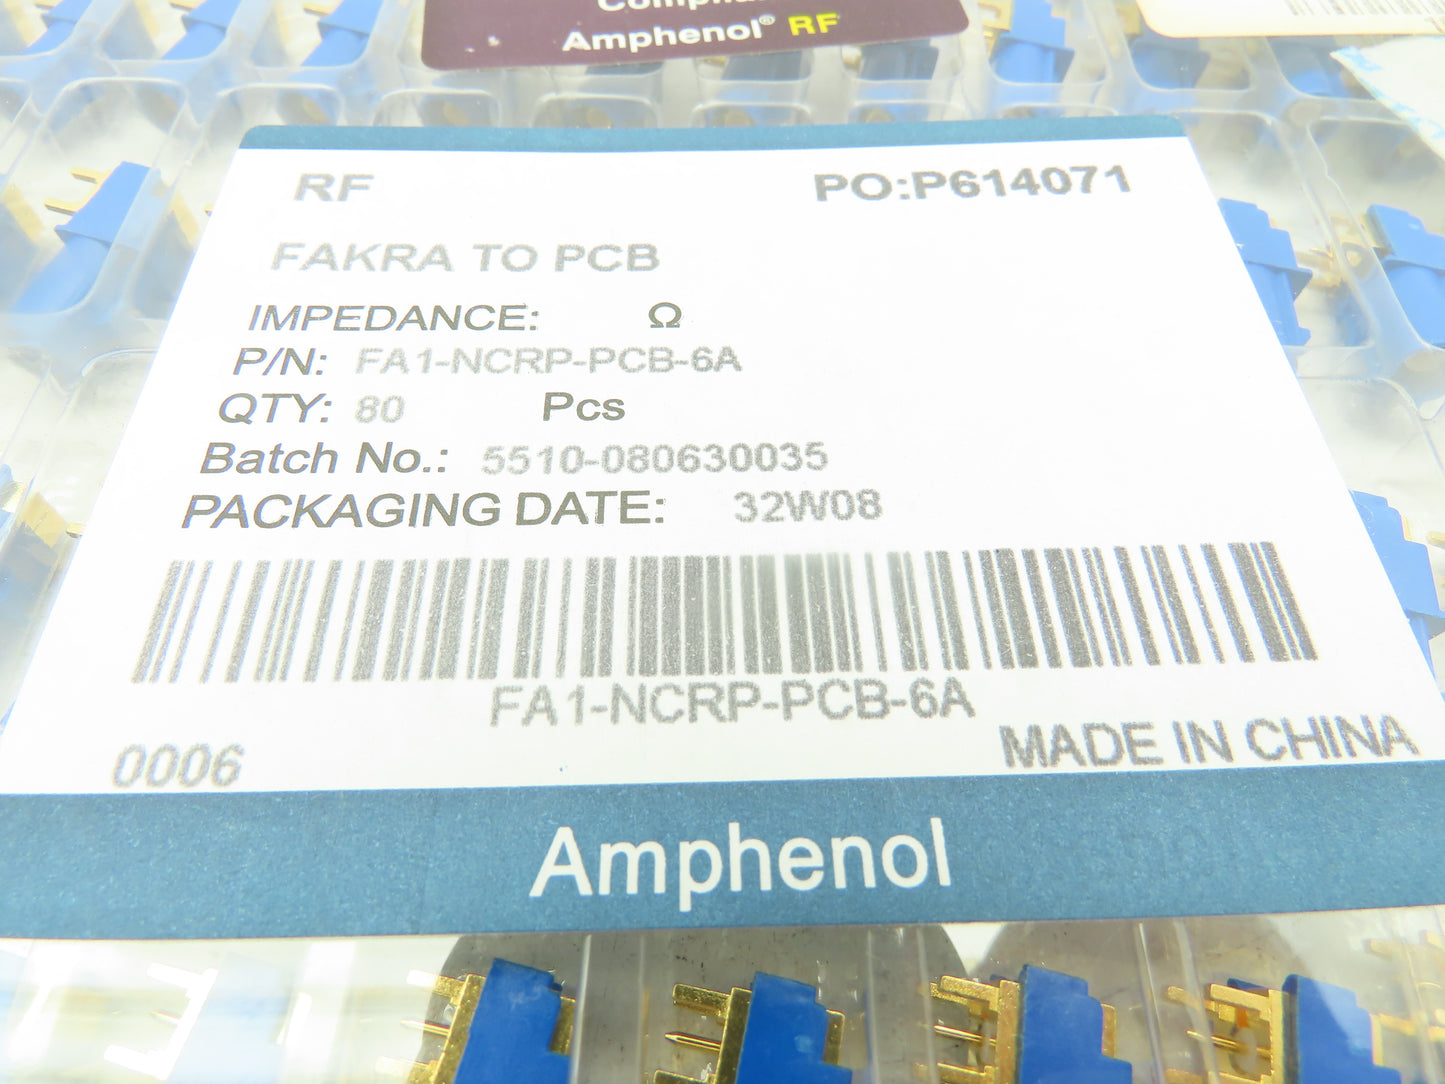 Amphenol® RF
RF PO:P614071
FAKRA TO PCB
IMPEDANCE: Ω
P/N: FA1-NCRP-PCB-6A
QTY: 80 Pcs
Batch No.: 5510-080630035
PACKAGING DATE: 32W08
FA1-NCRP-PCB-6A
0006 MADE IN CHINA
Amphenol